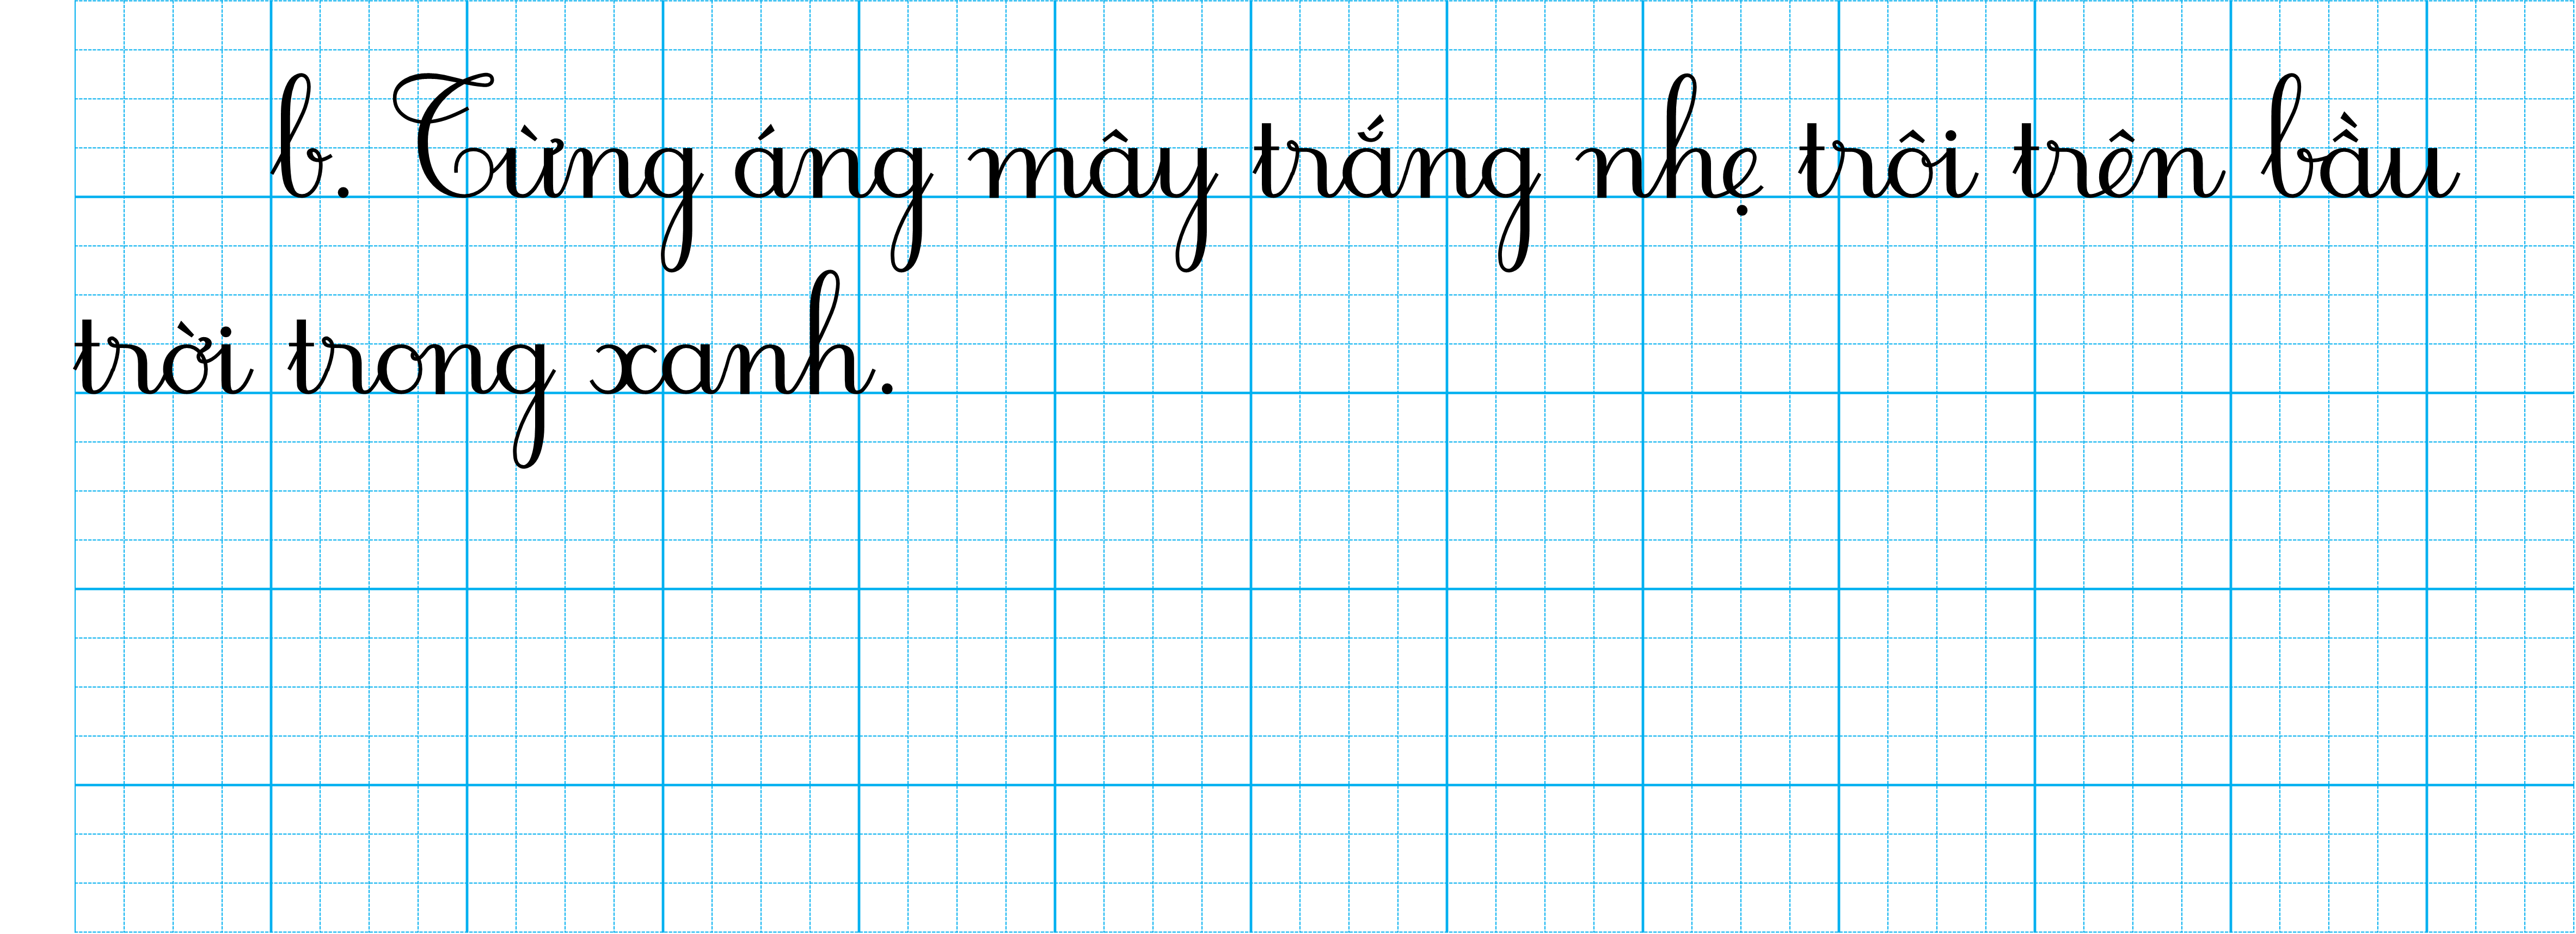 b. Từng áng mây trắng nhẹ trôi trên bầu
trời trong xanh.